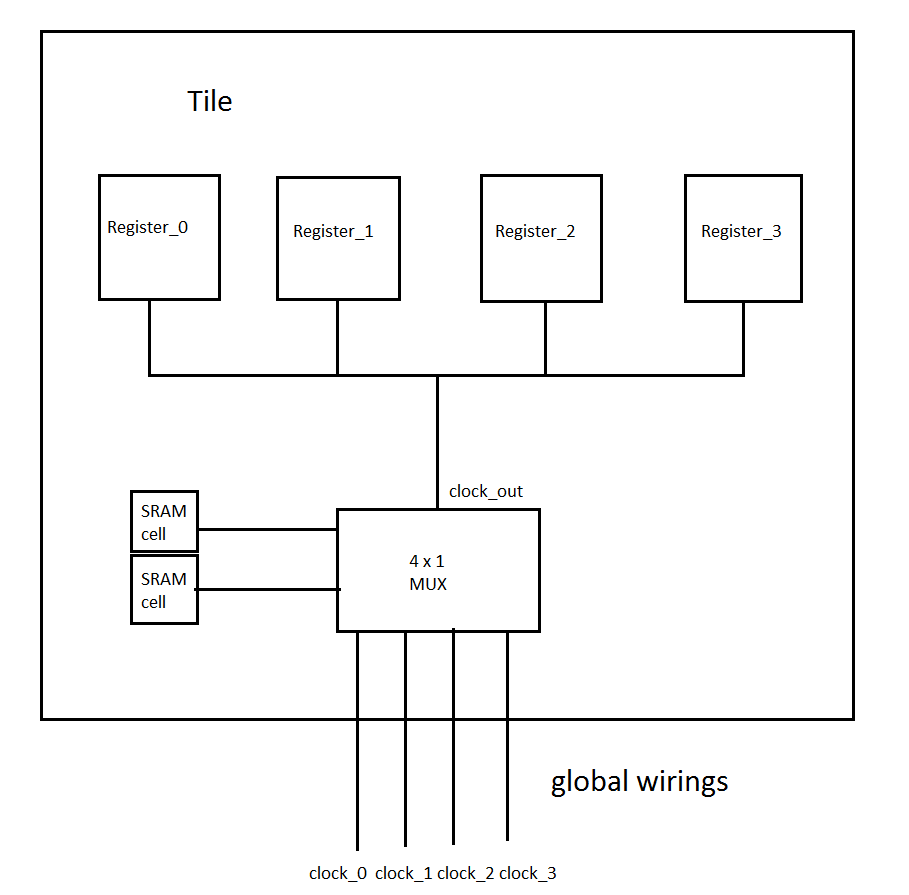 Tile
Register_0
Register_1
Register_2
Register_3
clock_out
SRAM
cell
SRAM
cell
4 x 1
MUX
global wirings
clock_0 clock_1 clock_2 clock_3